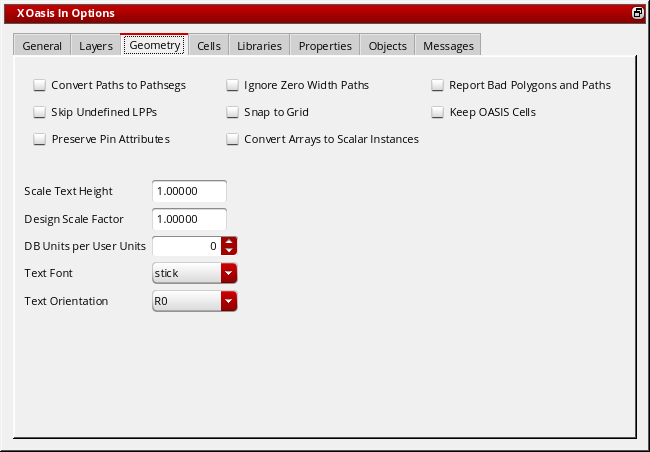 XOasis In Options
General Layers Geometry Cells Libraries Properties Objects Messages
Convert Paths to Pathsegs Ignore Zero Width Paths Report Bad Polygons and Paths
Skip Undefined LPPs Snap to Grid Keep OASIS Cells
Preserve Pin Attributes Convert Arrays to Scalar Instances
Scale Text Height 1.00000
Design Scale Factor 1.00000
DB Units per User Units 0
Text Font stick
Text Orientation R0